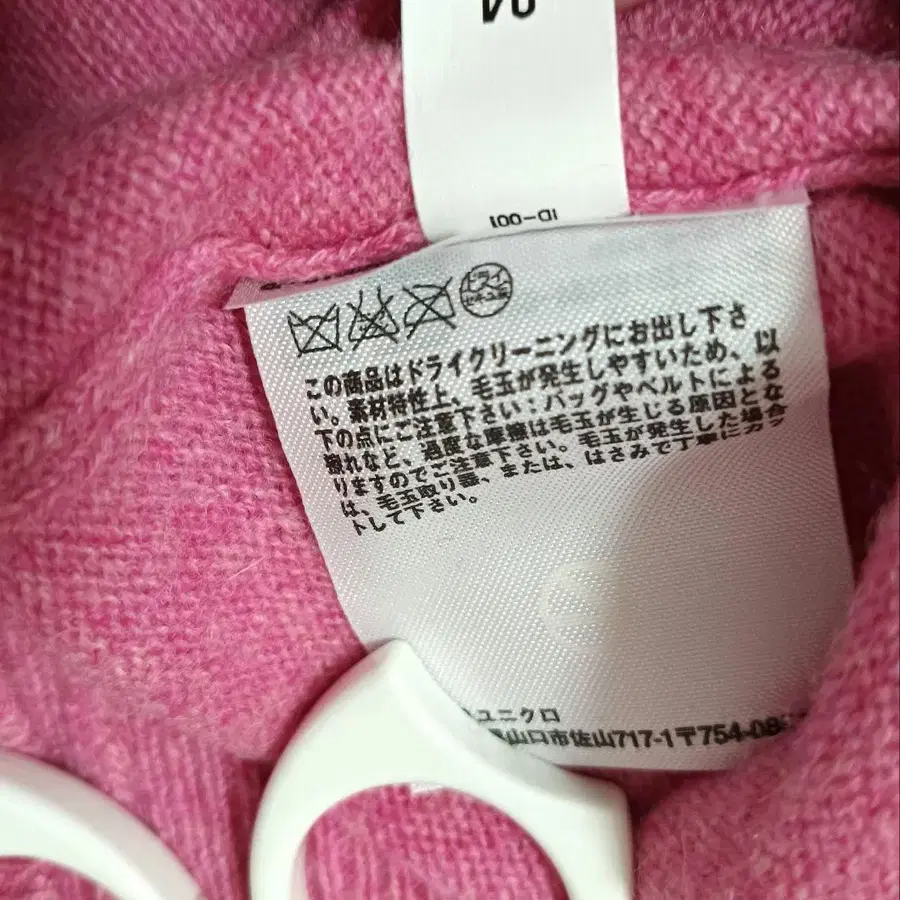 ID-001
ドライ
セキユ系
この商品はドライクリーニングにお出し下さ
い。素材特性上、毛玉が発生しやすいため、以
下の点にご注意下さい：バッグやベルトによる
擦れなど、過度な摩擦は毛玉が生じる原因とな
りますのでご注意下さい。毛玉が発生した場合
は、毛玉取り器、または、はさみで丁寧にカッ
トして下さい。
ユニクロ
山口市佐山717-1〒754-08